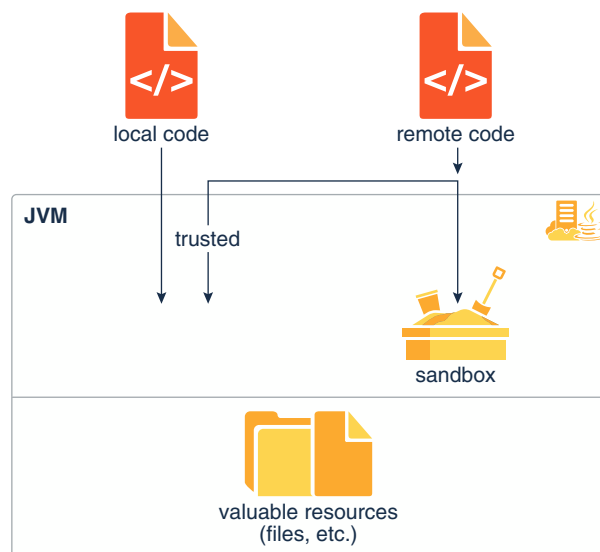 </>
</>
local code
remote code
JVM
trusted
sandbox
valuable resources
(files, etc.)